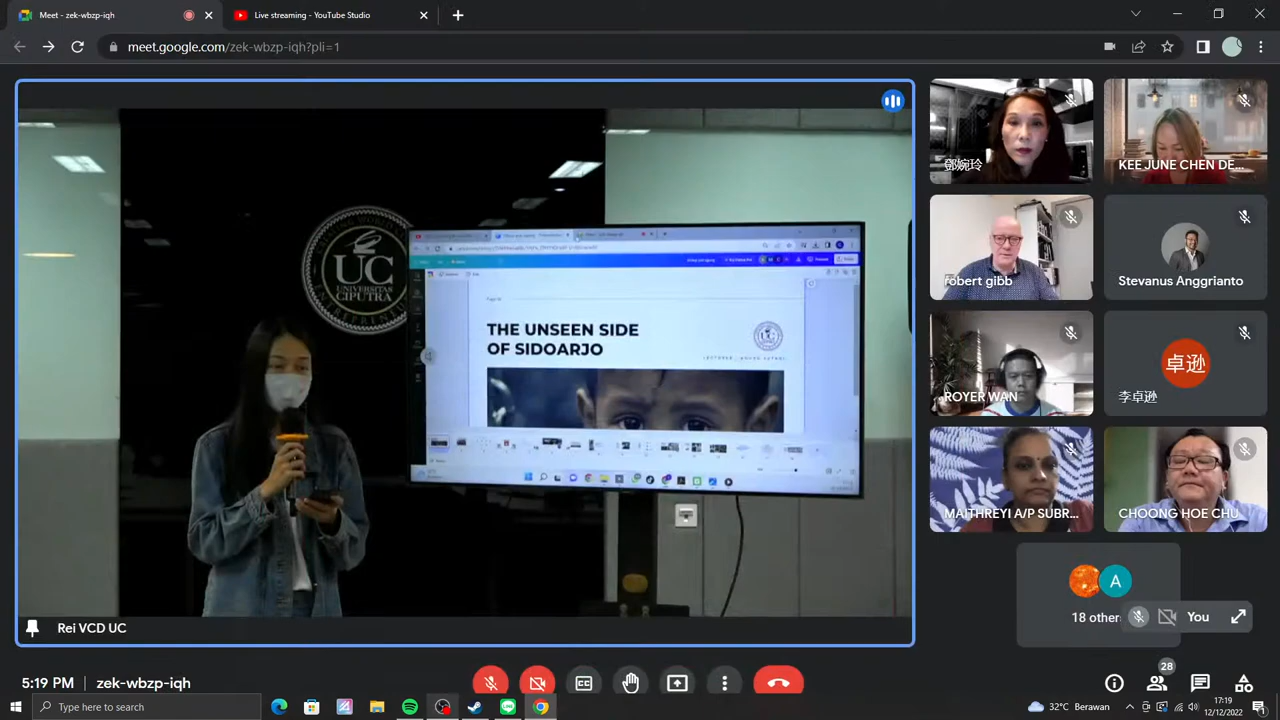 Meet - zek-wbzp-iqh
Live streaming - YouTube Studio
meet.google.com/zek-wbzp-iqh?pli=1
UC
UNIVERSITAS
CIPUTRA
THE UNSEEN SIDE
OF SIDOARJO
Rei VCD UC
鄧婉玲
KEE JUNE CHEN DE...
robert gibb
Stevanus Anggrianto
ROYER WAN
卓逊
李卓逊
MAITHREYI A/P SUBR...
CHOONG HOE CHU
A
18 other
You
5:19 PM
zek-wbzp-iqh
28
Type here to search
32°C Berawan
17:19
12/12/2022